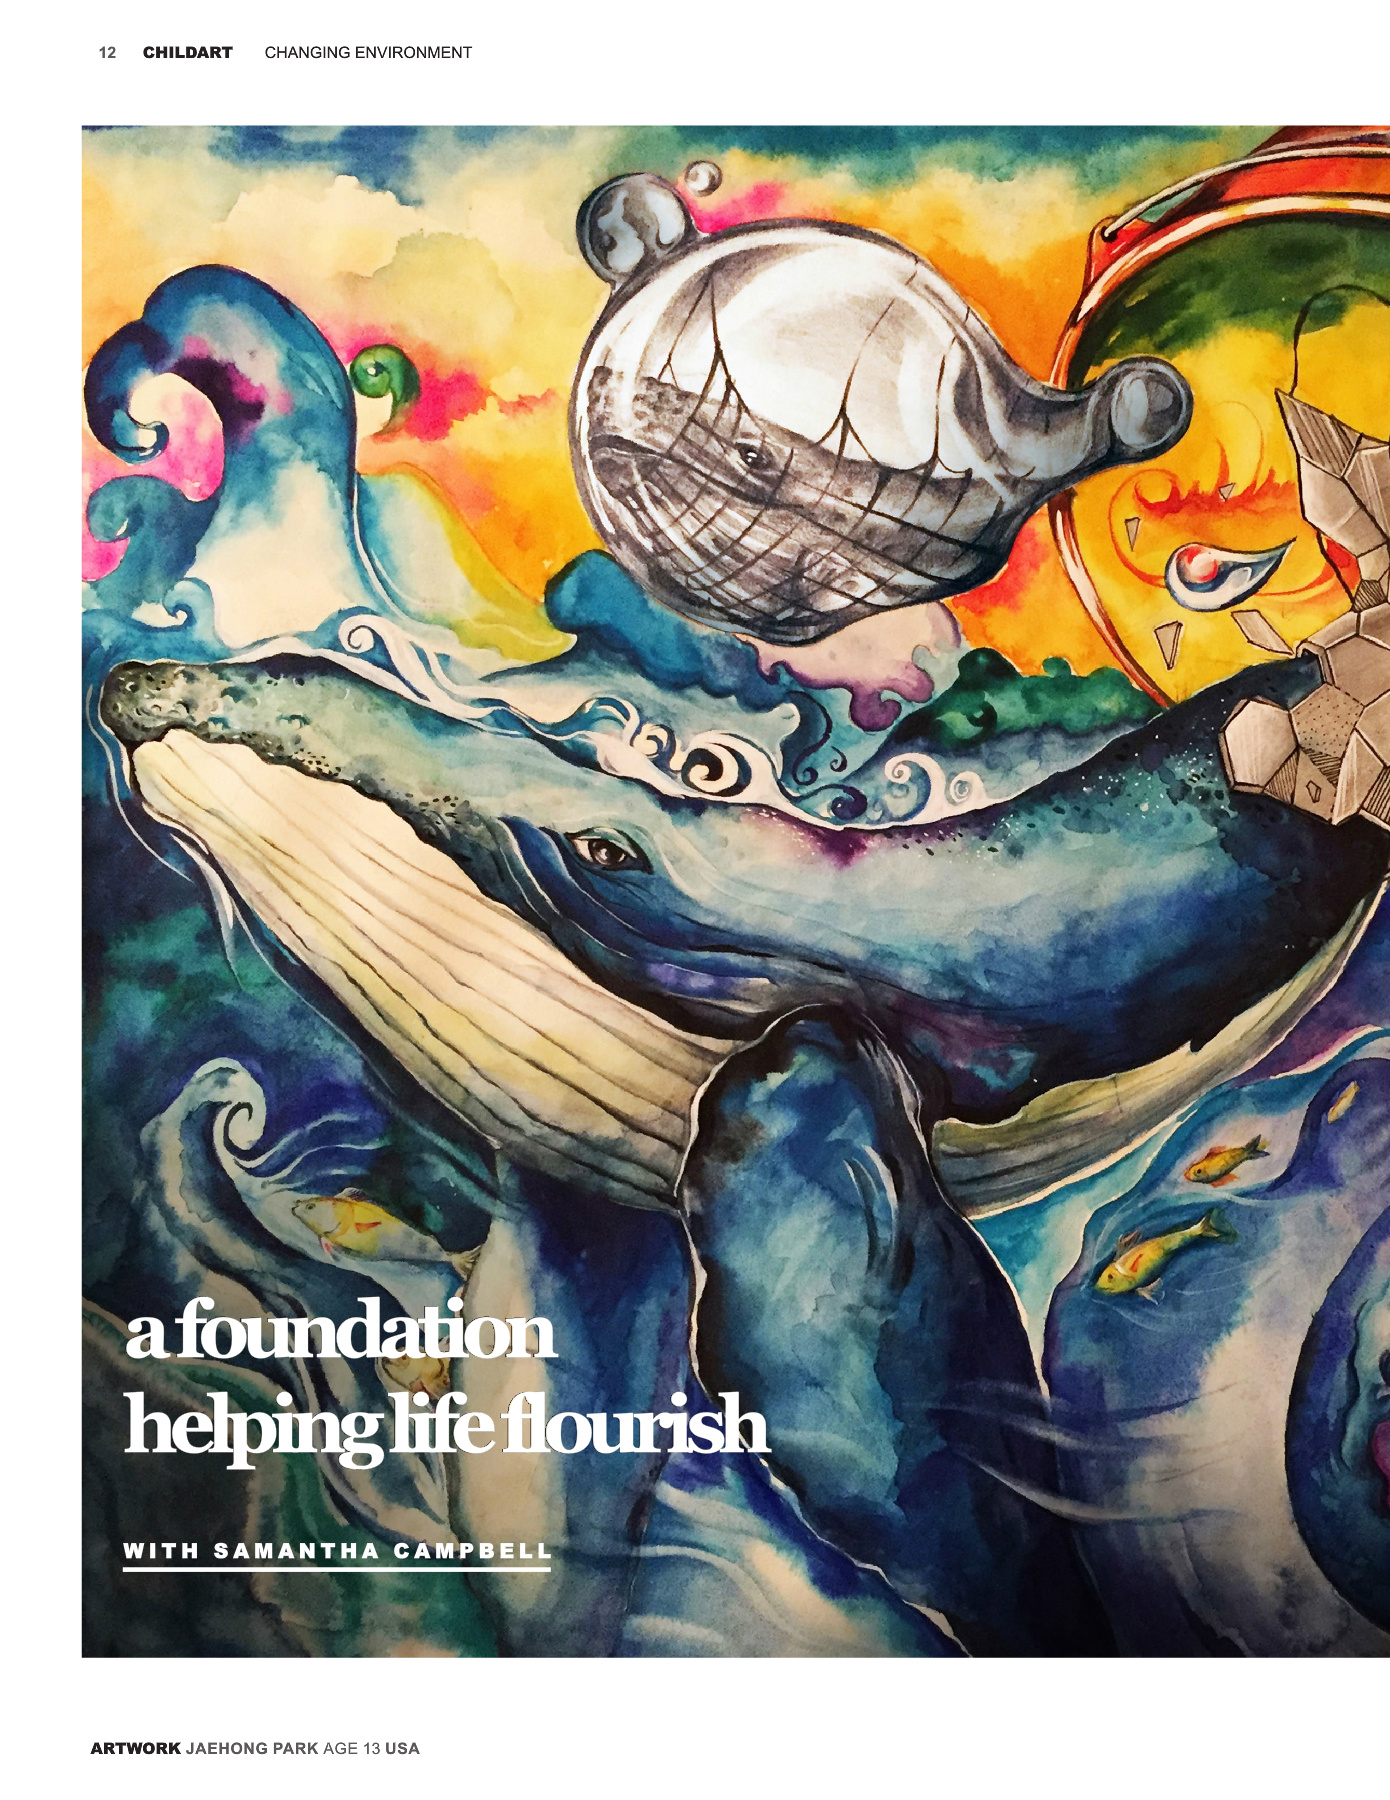 12 CHILDART CHANGING ENVIRONMENT
a foundation
helping life flourish
WITH SAMANTHA CAMPBELL
ARTWORK JAEHONG PARK AGE 13 USA